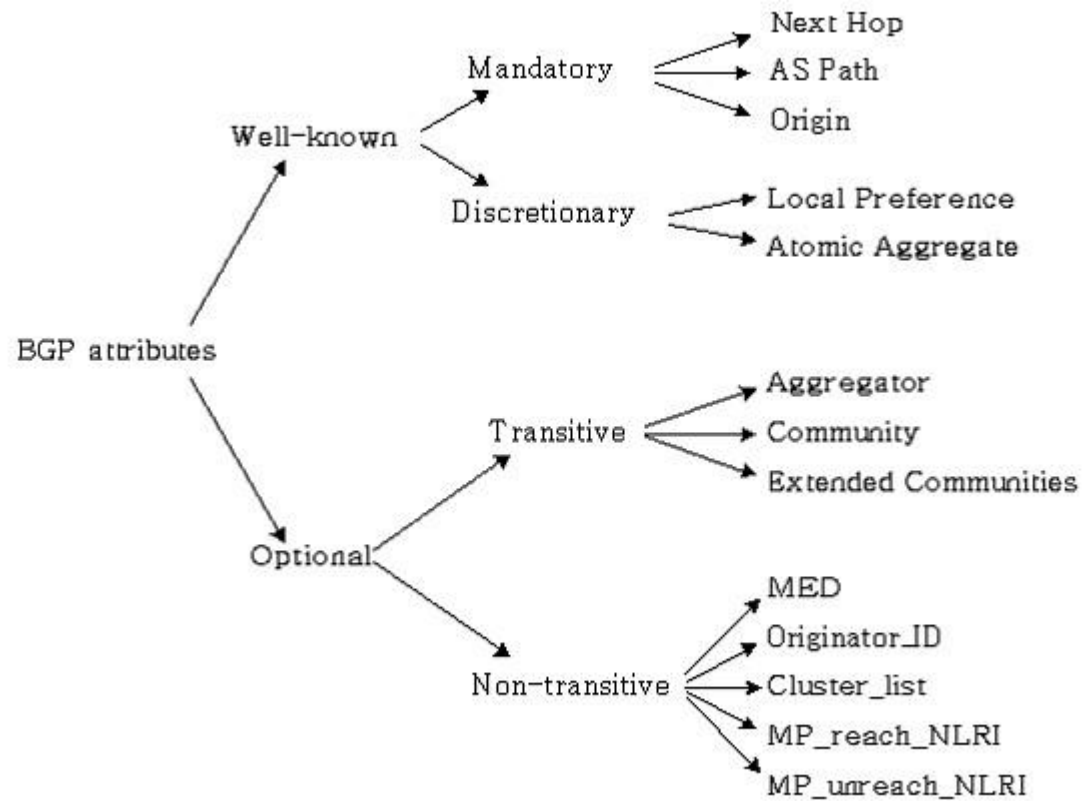 Next Hop
Mandatory
AS Path
Origin
Well-known
Local Preference
Discretionary
Atomic Aggregate
BGP attributes
Aggregator
Transitive
Community
Extended Communities
Optional
MED
Originator_ID
Non-transitive
Cluster_list
MP_reach_NLRI
MP_unreach_NLRI